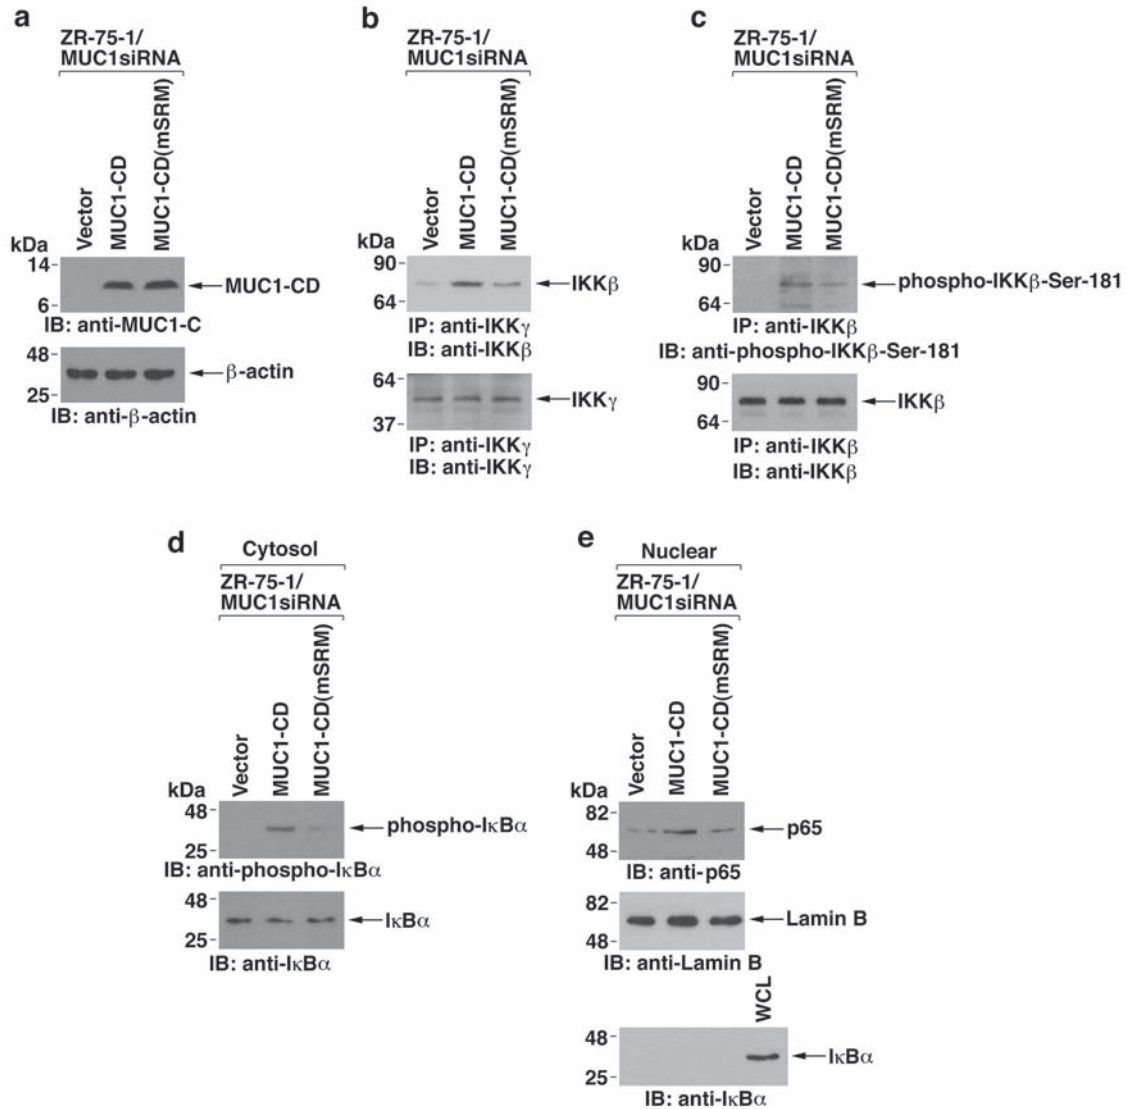 a
ZR-75-1/
MUC1siRNA
Vector
MUC1-CD
MUC1-CD(mSRM)
kDa
14-
6-
MUC1-CD
IB: anti-MUC1-C
48-
25-
β-actin
IB: anti-β-actin
b
ZR-75-1/
MUC1siRNA
Vector
MUC1-CD
MUC1-CD(mSRM)
kDa
90-
64-
IKKβ
IP: anti-IKKγ
IB: anti-IKKβ
64-
37-
IKKγ
IP: anti-IKKγ
IB: anti-IKKγ
c
ZR-75-1/
MUC1siRNA
Vector
MUC1-CD
MUC1-CD(mSRM)
kDa
90-
64-
phospho-IKKβ-Ser-181
IP: anti-IKKβ
IB: anti-phospho-IKKβ-Ser-181
90-
64-
IKKβ
IP: anti-IKKβ
IB: anti-IKKβ
d
Cytosol
ZR-75-1/
MUC1siRNA
Vector
MUC1-CD
MUC1-CD(mSRM)
kDa
48-
25-
phospho-IκBα
IB: anti-phospho-IκBα
48-
25-
IκBα
IB: anti-IκBα
e
Nuclear
ZR-75-1/
MUC1siRNA
Vector
MUC1-CD
MUC1-CD(mSRM)
kDa
82-
48-
p65
IB: anti-p65
82-
48-
Lamin B
IB: anti-Lamin B
WCL
48-
25-
IκBα
IB: anti-IκBα